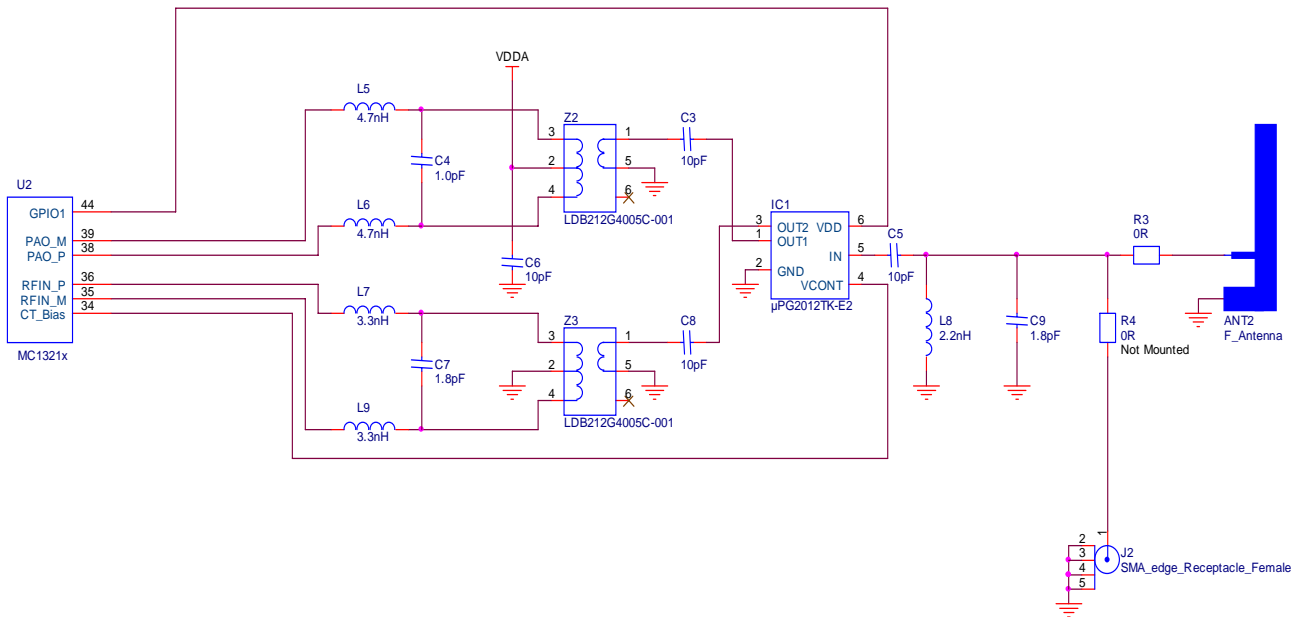 VDDA
L5
4.7nH
Z2
C3
3
1
10pF
C4
1.0pF
2
5
U2
4
6
44
GPIO1
L6
4.7nH
LDB212G4005C-001
IC1
39
PAO_M
38
PAO_P
3
OUT2 VDD
6
1
OUT1
C5
R3
0R
C6
10pF
IN
5
10pF
2
GND
36
RFIN_P
35
RFIN_M
34
CT_Bias
L7
3.3nH
VCONT
4
µPG2012TK-E2
Z3
C8
L8
2.2nH
C9
1.8pF
R4
0R
Not Mounted
ANT2
F_Antenna
MC1321x
3
1
10pF
C7
1.8pF
2
5
4
6
L9
3.3nH
LDB212G4005C-001
1
2
3
4
5
J2
SMA_edge_Receptacle_Female